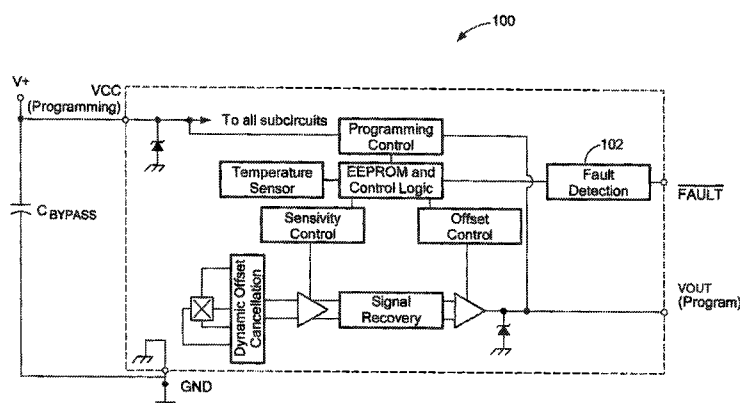 100
V+
VCC
(Programming)
To all subcircuits
Programming
Control
102
Temperature
Sensor
EEPROM and
Control Logic
Fault
Detection
FAULT
CBYPASS
Sensivity
Control
Offset
Control
Dynamic Offset
Cancellation
Signal
Recovery
VOUT
(Program)
GND